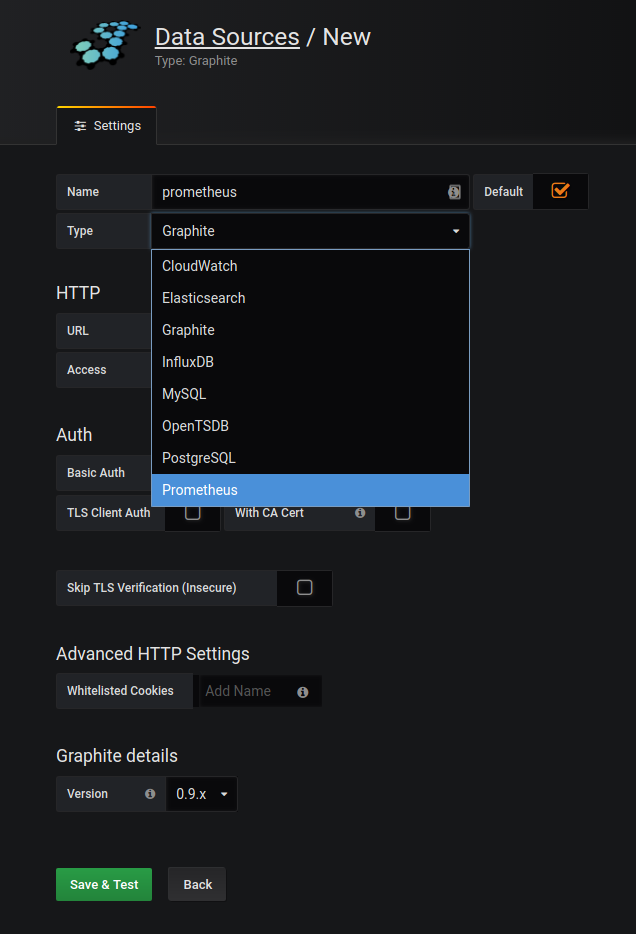 Data Sources / New
Type: Graphite
Settings
Name prometheus Default
Type Graphite
CloudWatch
HTTP
Elasticsearch
URL Graphite
InfluxDB
Access
MySQL
Auth
OpenTSDB
Basic Auth PostgreSQL
Prometheus
TLS Client Auth With CA Cert
Skip TLS Verification (Insecure)
Advanced HTTP Settings
Whitelisted Cookies Add Name
Graphite details
Version 0.9.x
Save & Test Back